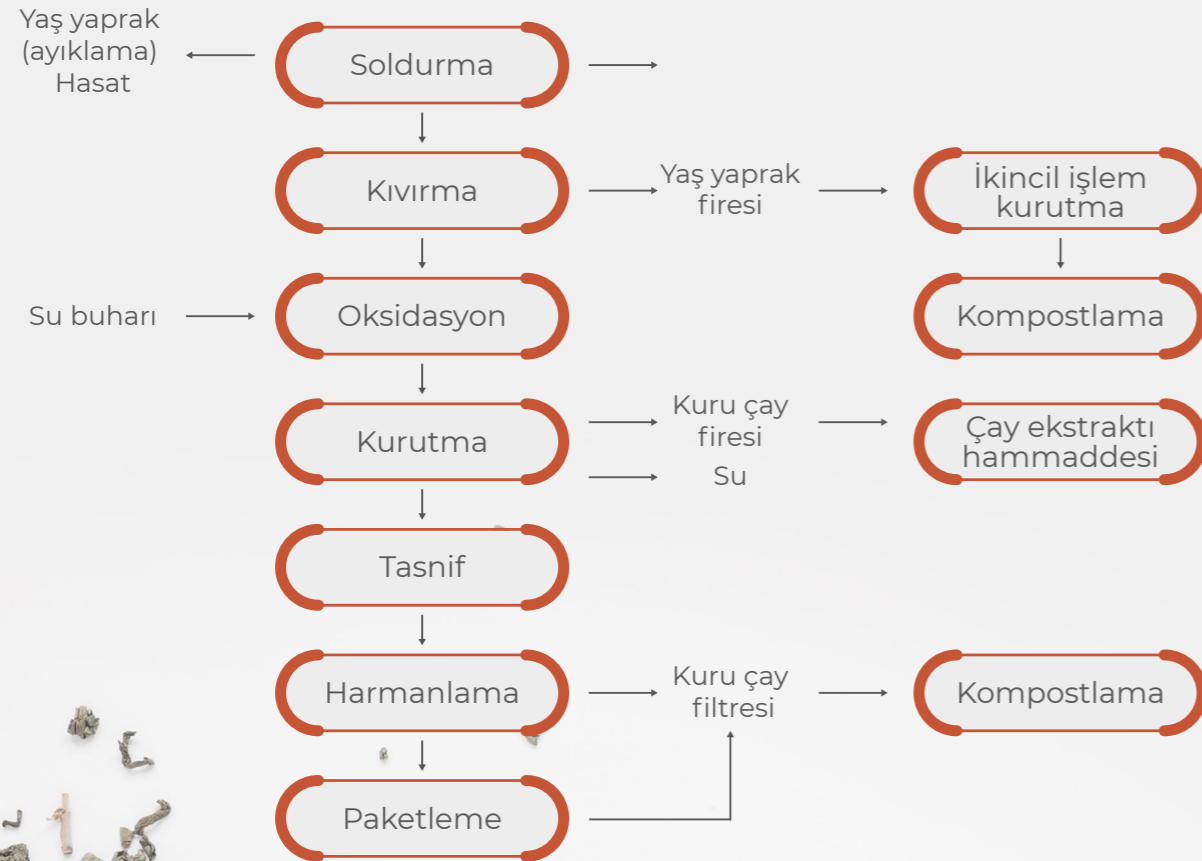 Yaş yaprak
(ayıklama)
Hasat
Soldurma
Kıvırma
Yaş yaprak
firesi
İkincil işlem
kurutma
Su buharı
Oksidasyon
Kompostlama
Kurutma
Kuru çay
firesi
Su
Çay ekstraktı
hammaddesi
Tasnif
Harmanlama
Kuru çay
filtresi
Kompostlama
Paketleme